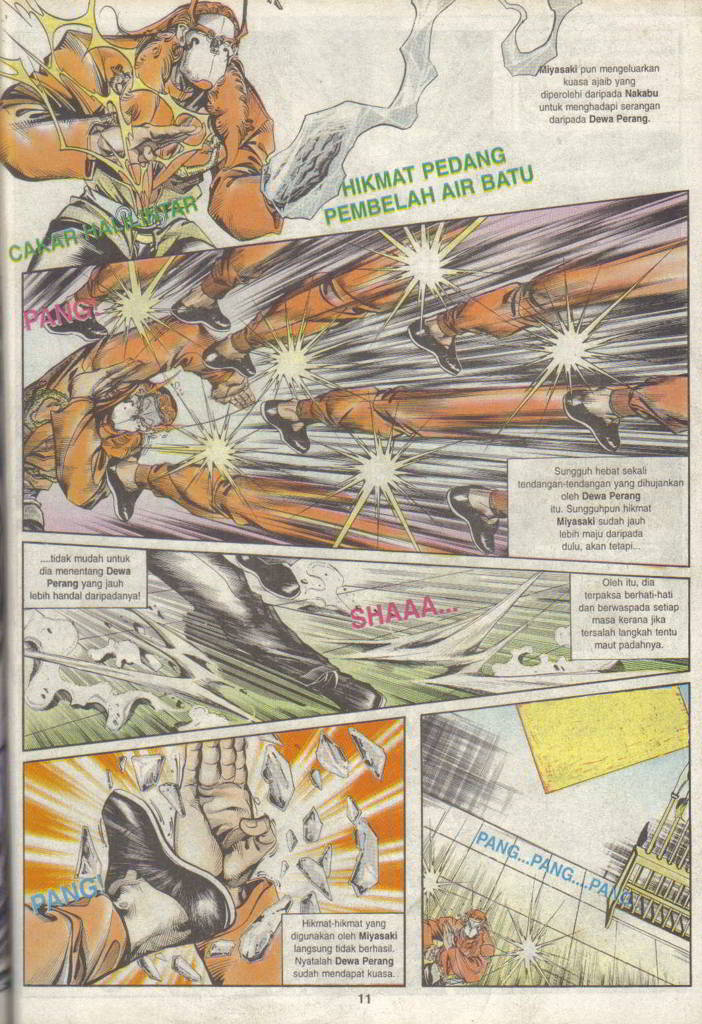 Miyasaki pun mengeluarkan
kuasa ajaib yang
diperolehi daripada Nakabu
untuk menghadapi serangan
daripada Dewa Perang.
HIKMAT PEDANG
PEMBELAH AIR BATU
CAKAR HALILINTAR
PANG!
Sungguh hebat sekali
tendangan-tendangan yang dihujankan
oleh Dewa Perang
itu. Sungguhpun hikmat
Miyasaki sudah jauh
lebih maju daripada
dulu, akan tetapi...
....tidak mudah untuk
dia menentang Dewa
Perang yang jauh
lebih handal daripadanya!
SHAAA...
Oleh itu, dia
terpaksa berhati-hati
dan berwaspada setiap
masa kerana jika
tersalah langkah tentu
maut padahnya.
PANG!
Hikmat-hikmat yang
digunakan oleh Miyasaki
langsung tidak berhasil.
Nyatalah Dewa Perang
sudah mendapat kuasa.
PANG...PANG....PANG
11